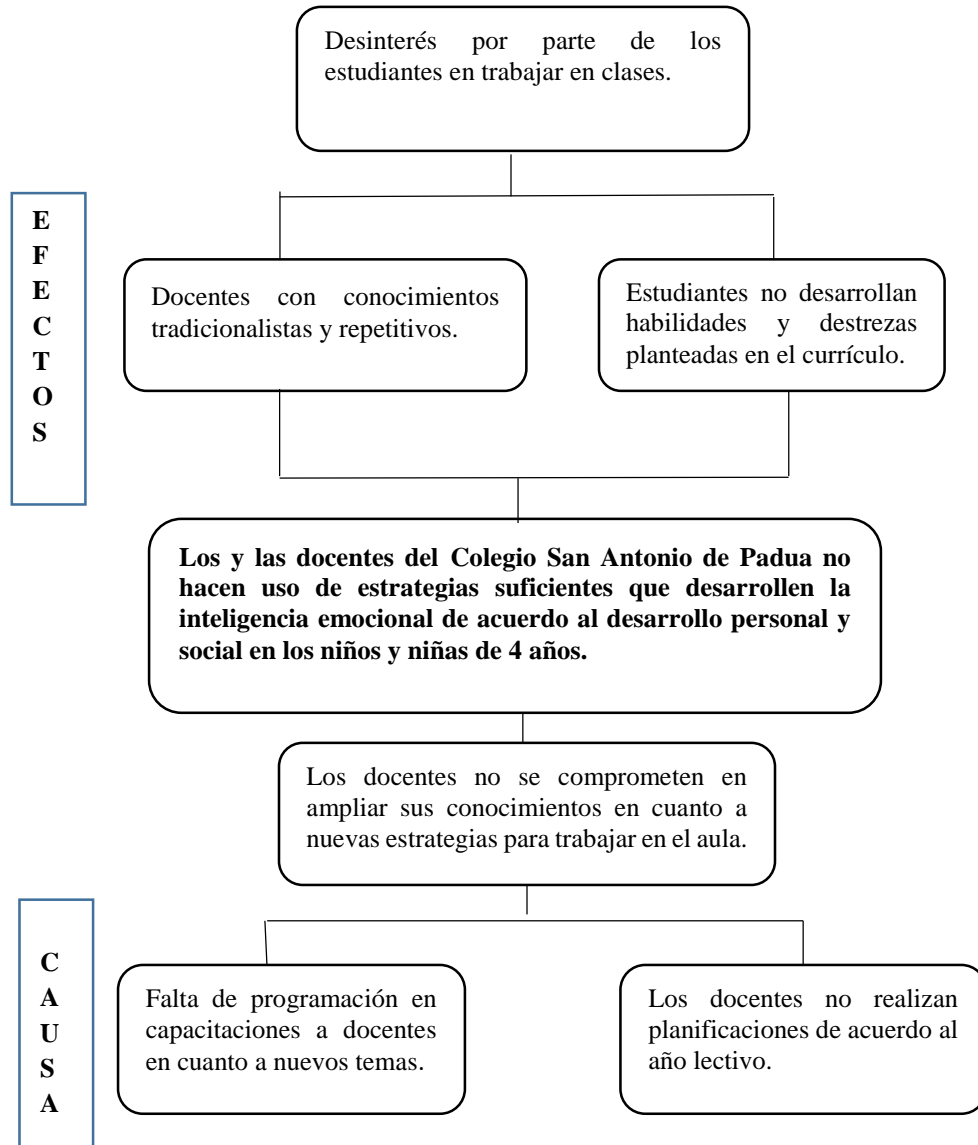 Desinterés por parte de los
estudiantes en trabajar en clases.
E
F
E
C
T
O
S
Docentes con conocimientos
tradicionalistas y repetitivos.
Estudiantes no desarrollan
habilidades y destrezas
planteadas en el currículo.
Los y las docentes del Colegio San Antonio de Padua no
hacen uso de estrategias suficientes que desarrollen la
inteligencia emocional de acuerdo al desarrollo personal y
social en los niños y niñas de 4 años.
Los docentes no se comprometen en
ampliar sus conocimientos en cuanto a
nuevas estrategias para trabajar en el aula.
C
A
U
S
A
Falta de programación en
capacitaciones a docentes
en cuanto a nuevos temas.
Los docentes no realizan
planificaciones de acuerdo al
año lectivo.